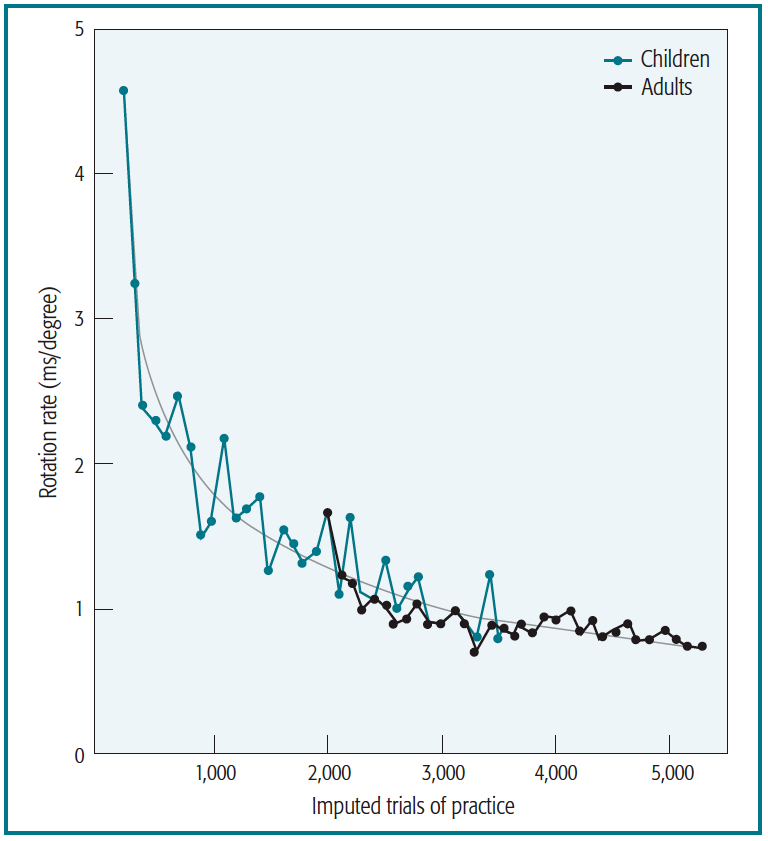 5
Children
Adults
4
3
2
1
0
Rotation rate (ms/degree)
1,000 2,000 3,000 4,000 5,000
Imputed trials of practice